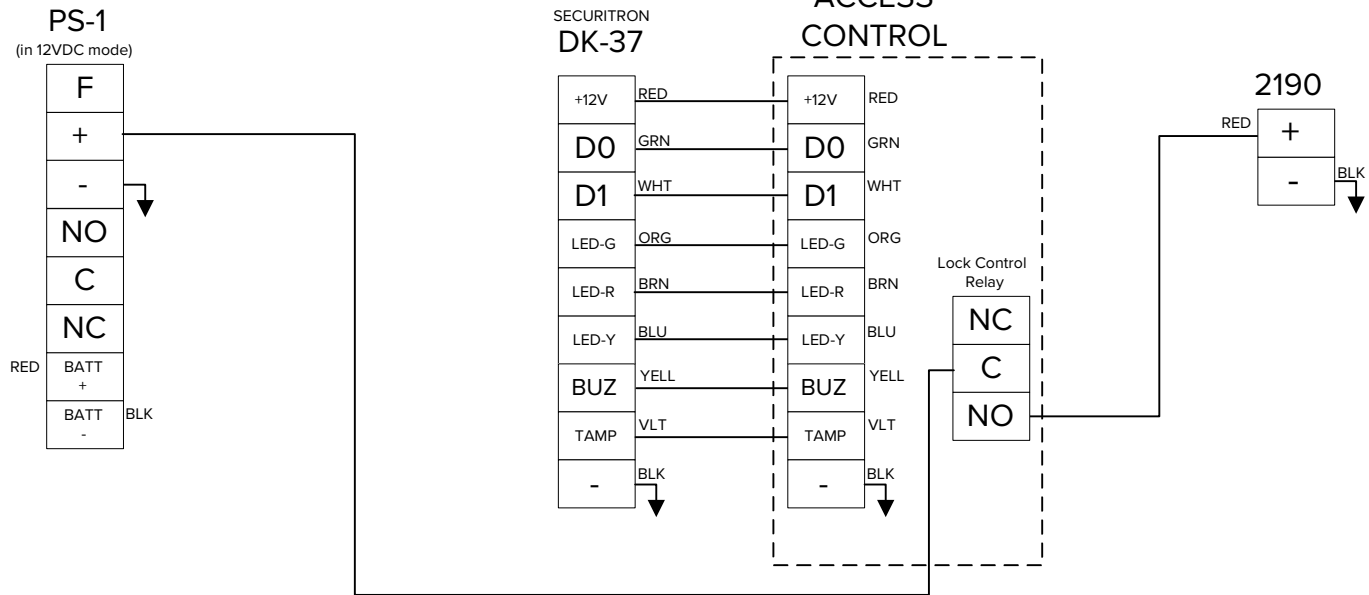 PS-1
(in 12VDC mode)
F
+
-
NO
C
NC
RED BATT
+
BATT BLK
-
SECURITRON
DK-37
+12V RED
D0 GRN
D1 WHT
LED-G ORG
LED-R BRN
LED-Y BLU
BUZ YELL
TAMP VLT
- BLK
ACCESS
CONTROL
+12V RED
D0 GRN
D1 WHT
LED-G ORG
LED-R BRN
LED-Y BLU
BUZ YELL
TAMP VLT
- BLK
Lock Control
Relay
NC
C
NO
2190
RED +
- BLK